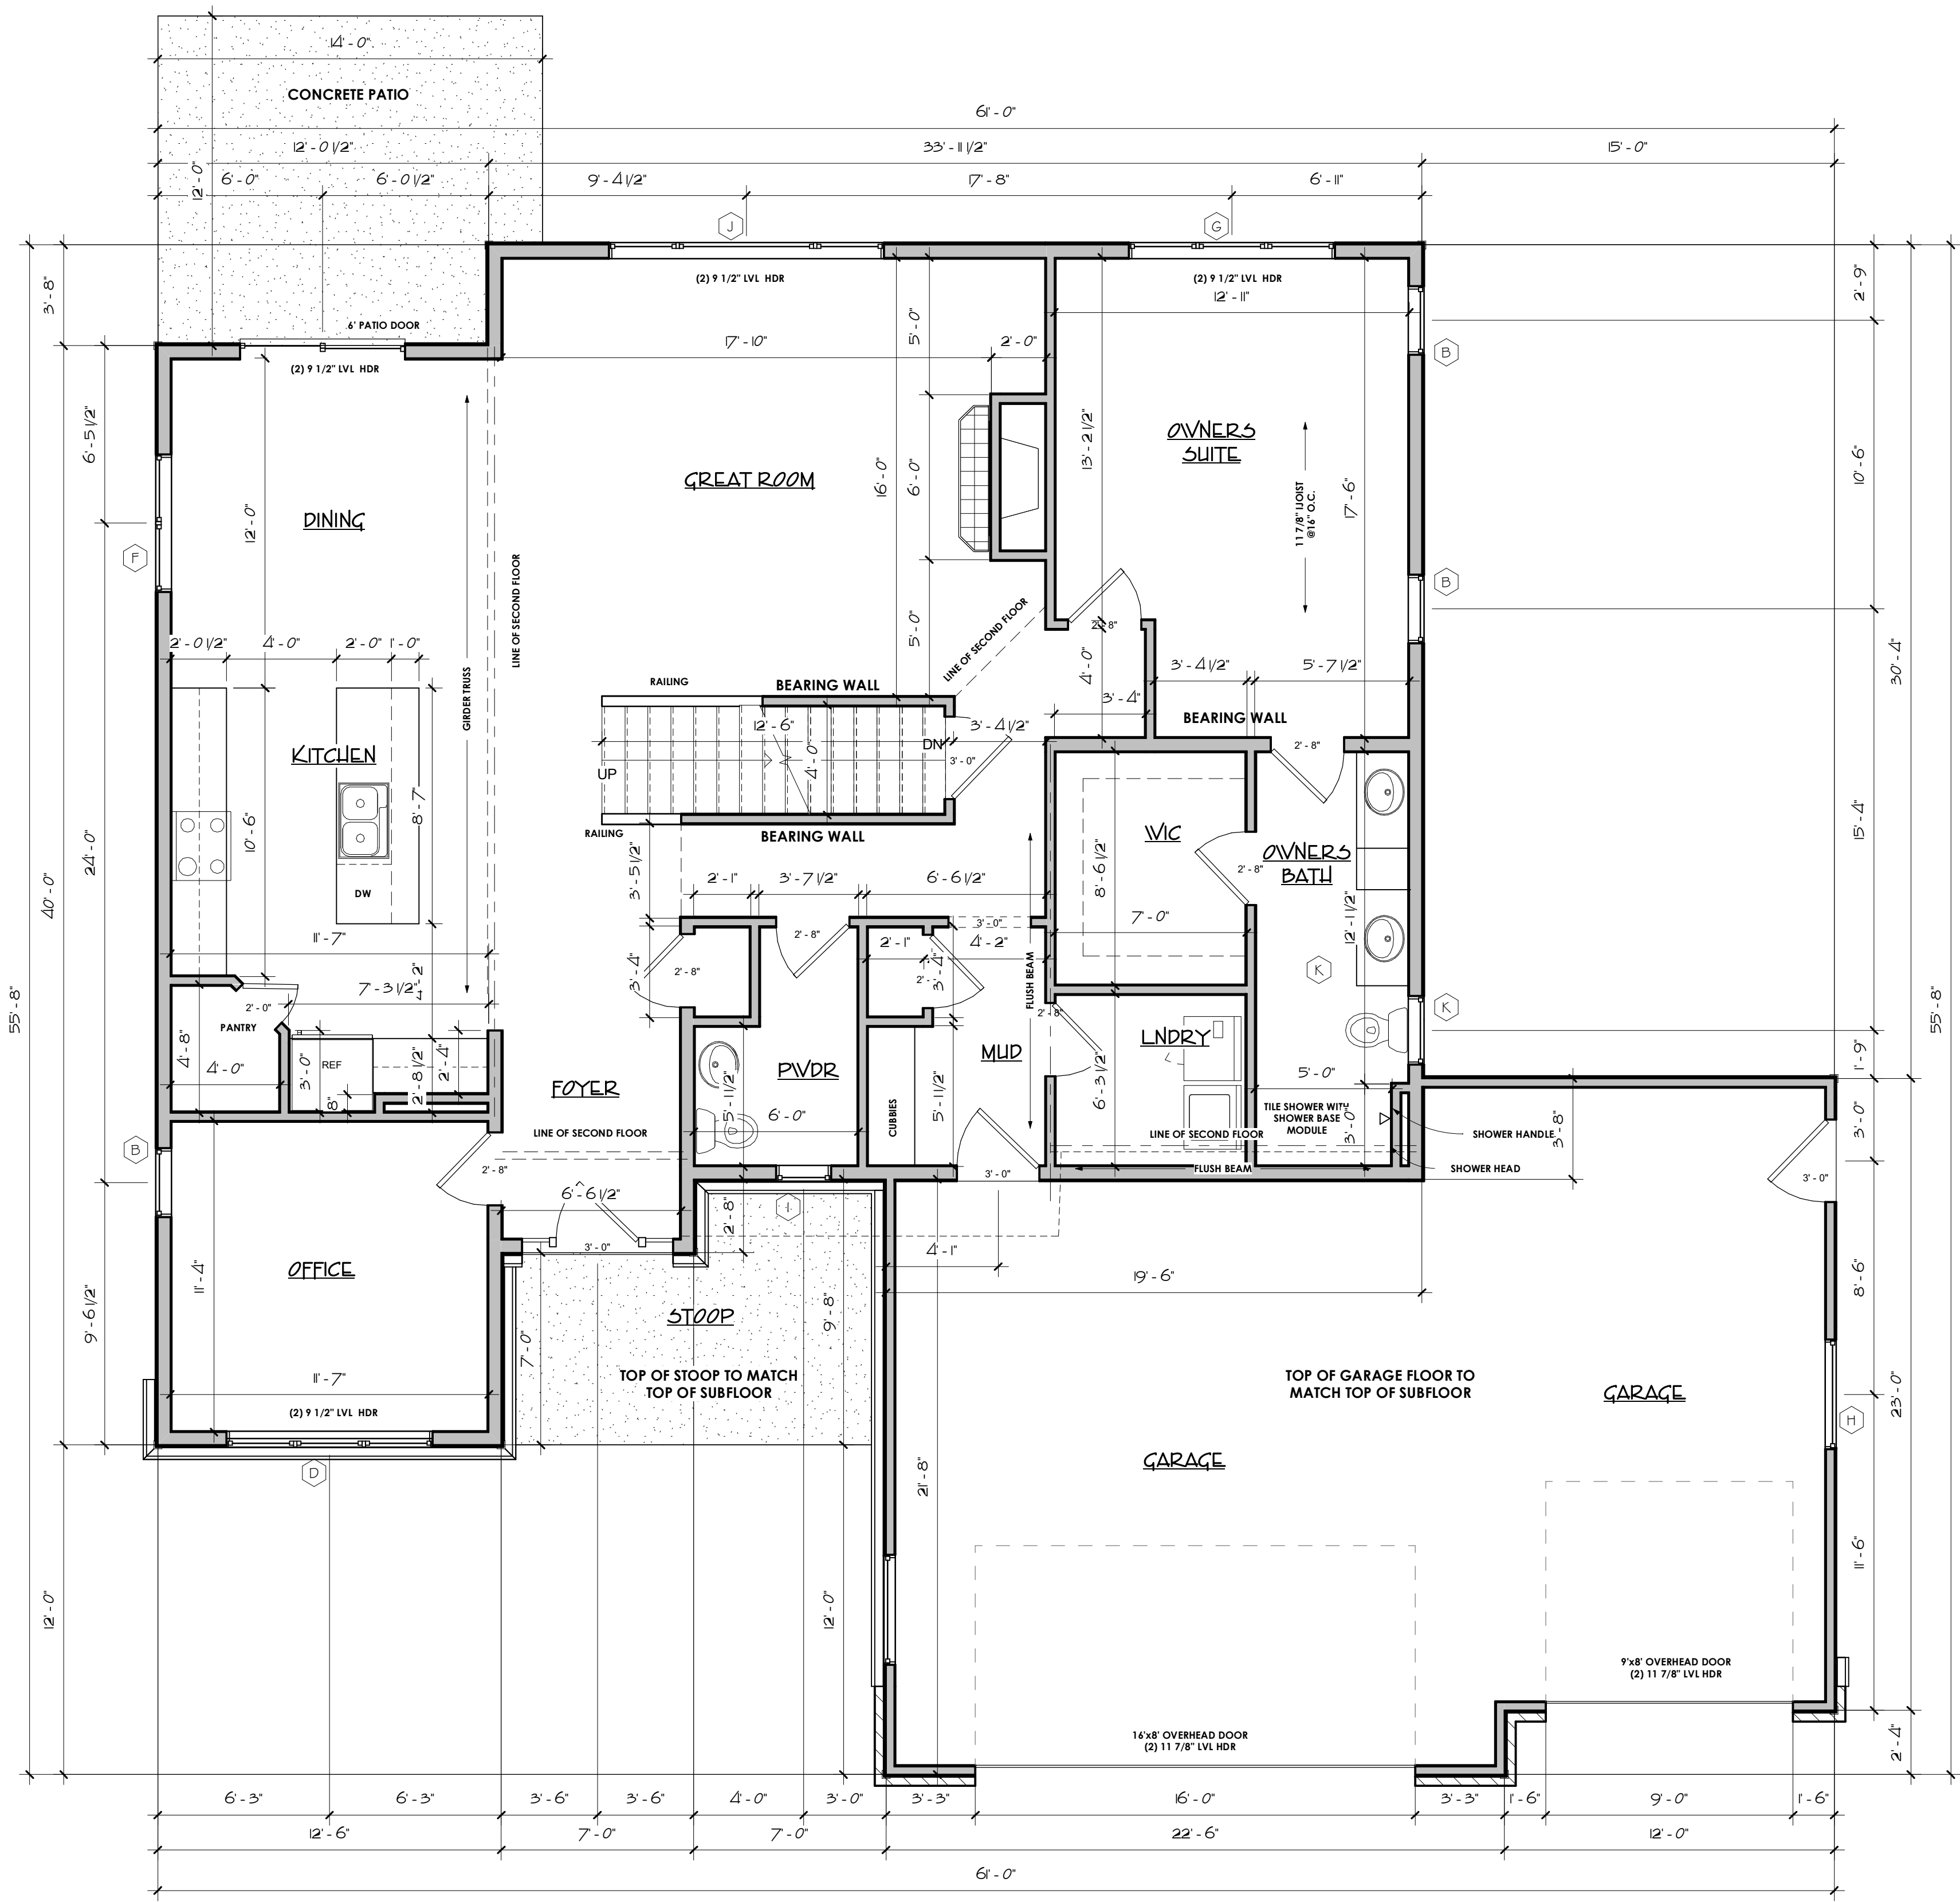 14'-0"
CONCRETE PATIO
61'-0"
12'-0 1/2"
33'-11 1/2"
15'-0"
12'-0"
6'-0"
6'-0 1/2"
9'-4 1/2"
17'-8"
6'-11"
J
G
3'-8"
6' PATIO DOOR
(2) 9 1/2" LVL HDR
(2) 9 1/2" LVL HDR
(2) 9 1/2" LVL HDR
12'-11"
2'-9"
5'-0"
17'-10"
2'-0"
B
6'-5 1/2"
12'-0"
DINING
GREAT ROOM
16'-0"
6'-0"
13'-2 1/2"
OWNERS
SUITE
11 7/8" IJOIST
@16" O.C.
17'-6"
10'-6"
F
LINE OF SECOND FLOOR
B
5'-0"
LINE OF SECOND FLOOR
2'-8"
2'-0 1/2"
4'-0"
2'-0"
1'-0"
GIRDER TRUSS
4'-0"
3'-4 1/2"
5'-7 1/2"
30'-4"
RAILING
BEARING WALL
3'-4"
BEARING WALL
12'-6"
3'-4 1/2"
DN
3'-0"
4'-0"
UP
2'-8"
KITCHEN
10'-6"
8'-7"
DW
24'-0"
40'-0"
RAILING
BEARING WALL
WIC
OWNERS
BATH
2'-8"
8'-6 1/2"
7'-0"
12'-1 1/2"
15'-4"
3'-5 1/2"
2'-1"
3'-7 1/2"
6'-6 1/2"
11'-7"
2'-8"
3'-0"
2'-1"
4'-2"
K
3'-4"
2'-8"
3'-4"
FLUSH BEAM
4'-2"
7'-3 1/2"
2'-0"
PANTRY
2'-8"
K
55'-8"
55'-8"
4'-8"
4'-0"
3'-0"
REF
8"
2'-8 1/2"
2'-4"
FOYER
PWDR
5'-1 1/2"
6'-0"
CUBBIES
5'-1 1/2"
MUD
LNDRY
6'-3 1/2"
5'-0"
1'-9"
TILE SHOWER WITH
SHOWER BASE
MODULE
3'-0"
SHOWER HANDLE
SHOWER HEAD
3'-8"
3'-0"
B
LINE OF SECOND FLOOR
LINE OF SECOND FLOOR
FLUSH BEAM
2'-8"
3'-0"
3'-0"
6'-6 1/2"
2'-8"
I
3'-0"
4'-1"
19'-6"
OFFICE
11'-4"
9'-6 1/2"
STOOP
7'-0"
9'-8"
8'-6"
TOP OF STOOP TO MATCH
TOP OF SUBFLOOR
TOP OF GARAGE FLOOR TO
MATCH TOP OF SUBFLOOR
GARAGE
11'-7"
(2) 9 1/2" LVL HDR
D
H
23'-0"
GARAGE
21'-8"
12'-0"
12'-0"
11'-6"
9'x8' OVERHEAD DOOR
(2) 11 7/8" LVL HDR
16'x8' OVERHEAD DOOR
(2) 11 7/8" LVL HDR
2'-4"
6'-3"
6'-3"
3'-6"
3'-6"
4'-0"
3'-0"
3'-3"
16'-0"
3'-3"
1'-6"
9'-0"
1'-6"
12'-6"
7'-0"
7'-0"
22'-6"
12'-0"
61'-0"